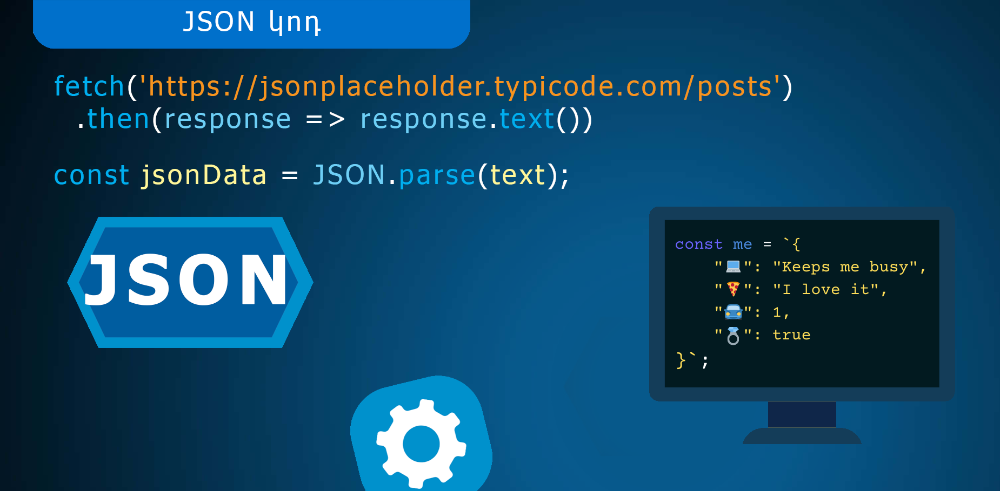 JSON կոդ
fetch('https://jsonplaceholder.typicode.com/posts')
.then(response => response.text())
const jsonData = JSON.parse(text);
JSON
const me = `{
"💻": "Keeps me busy",
"🍕": "I love it",
"🚘": 1,
"💍": true
}`;